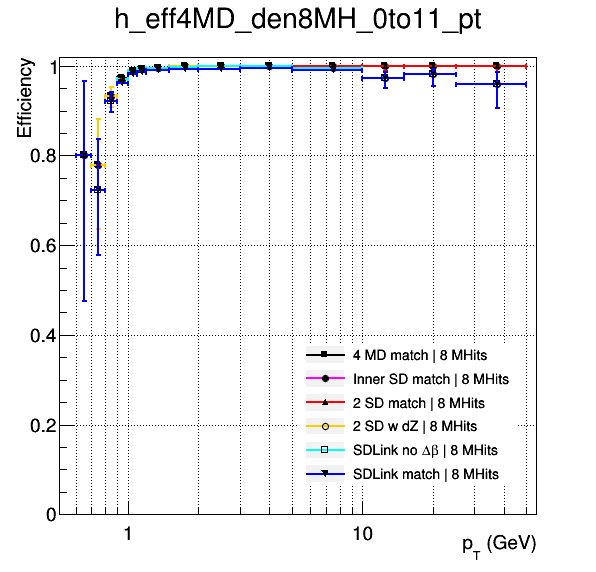 h_eff4MD_den8MH_0to11_pt
Efficiency
1
0.8
0.6
0.4
0.2
0
4 MD match | 8 MHits
Inner SD match | 8 MHits
2 SD match | 8 MHits
2 SD w dZ | 8 MHits
SDLink no Δβ | 8 MHits
SDLink match | 8 MHits
1
10
p_T (GeV)